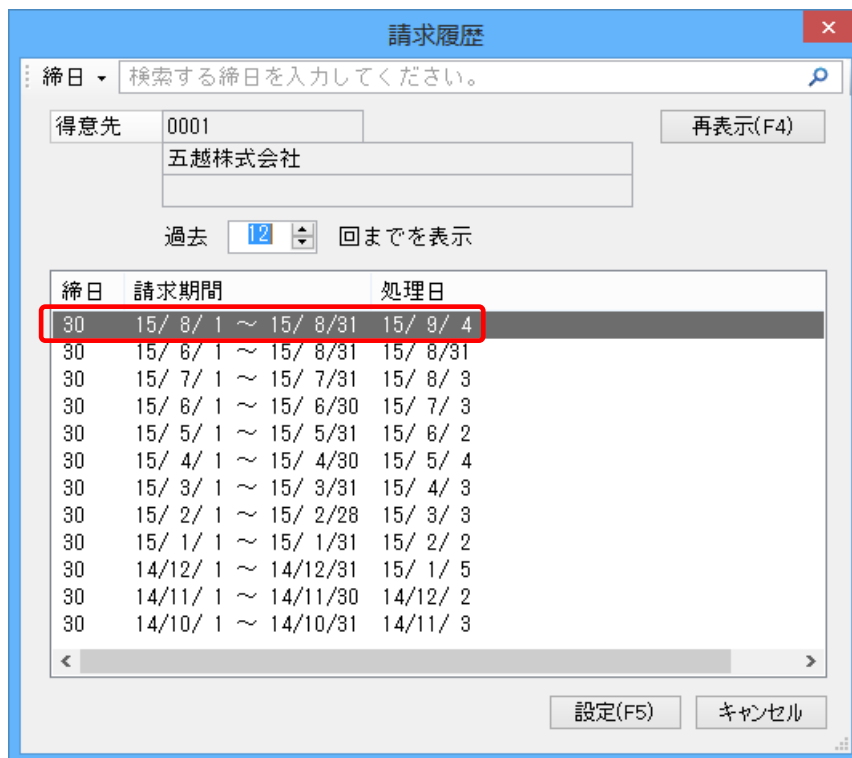 請求履歴
締日 検索する締日を入力してください。
得意先 0001 再表示(F4)
五越株式会社
過去 12 回までを表示
締日 請求期間 処理日
30 15/ 8/ 1 ～ 15/ 8/31 15/ 9/ 4
30 15/ 6/ 1 ～ 15/ 8/31 15/ 8/31
30 15/ 7/ 1 ～ 15/ 7/31 15/ 8/ 3
30 15/ 6/ 1 ～ 15/ 6/30 15/ 7/ 3
30 15/ 5/ 1 ～ 15/ 5/31 15/ 6/ 2
30 15/ 4/ 1 ～ 15/ 4/30 15/ 5/ 4
30 15/ 3/ 1 ～ 15/ 3/31 15/ 4/ 3
30 15/ 2/ 1 ～ 15/ 2/28 15/ 3/ 3
30 15/ 1/ 1 ～ 15/ 1/31 15/ 2/ 2
30 14/12/ 1 ～ 14/12/31 15/ 1/ 5
30 14/11/ 1 ～ 14/11/30 14/12/ 2
30 14/10/ 1 ～ 14/10/31 14/11/ 3
設定(F5) キャンセル